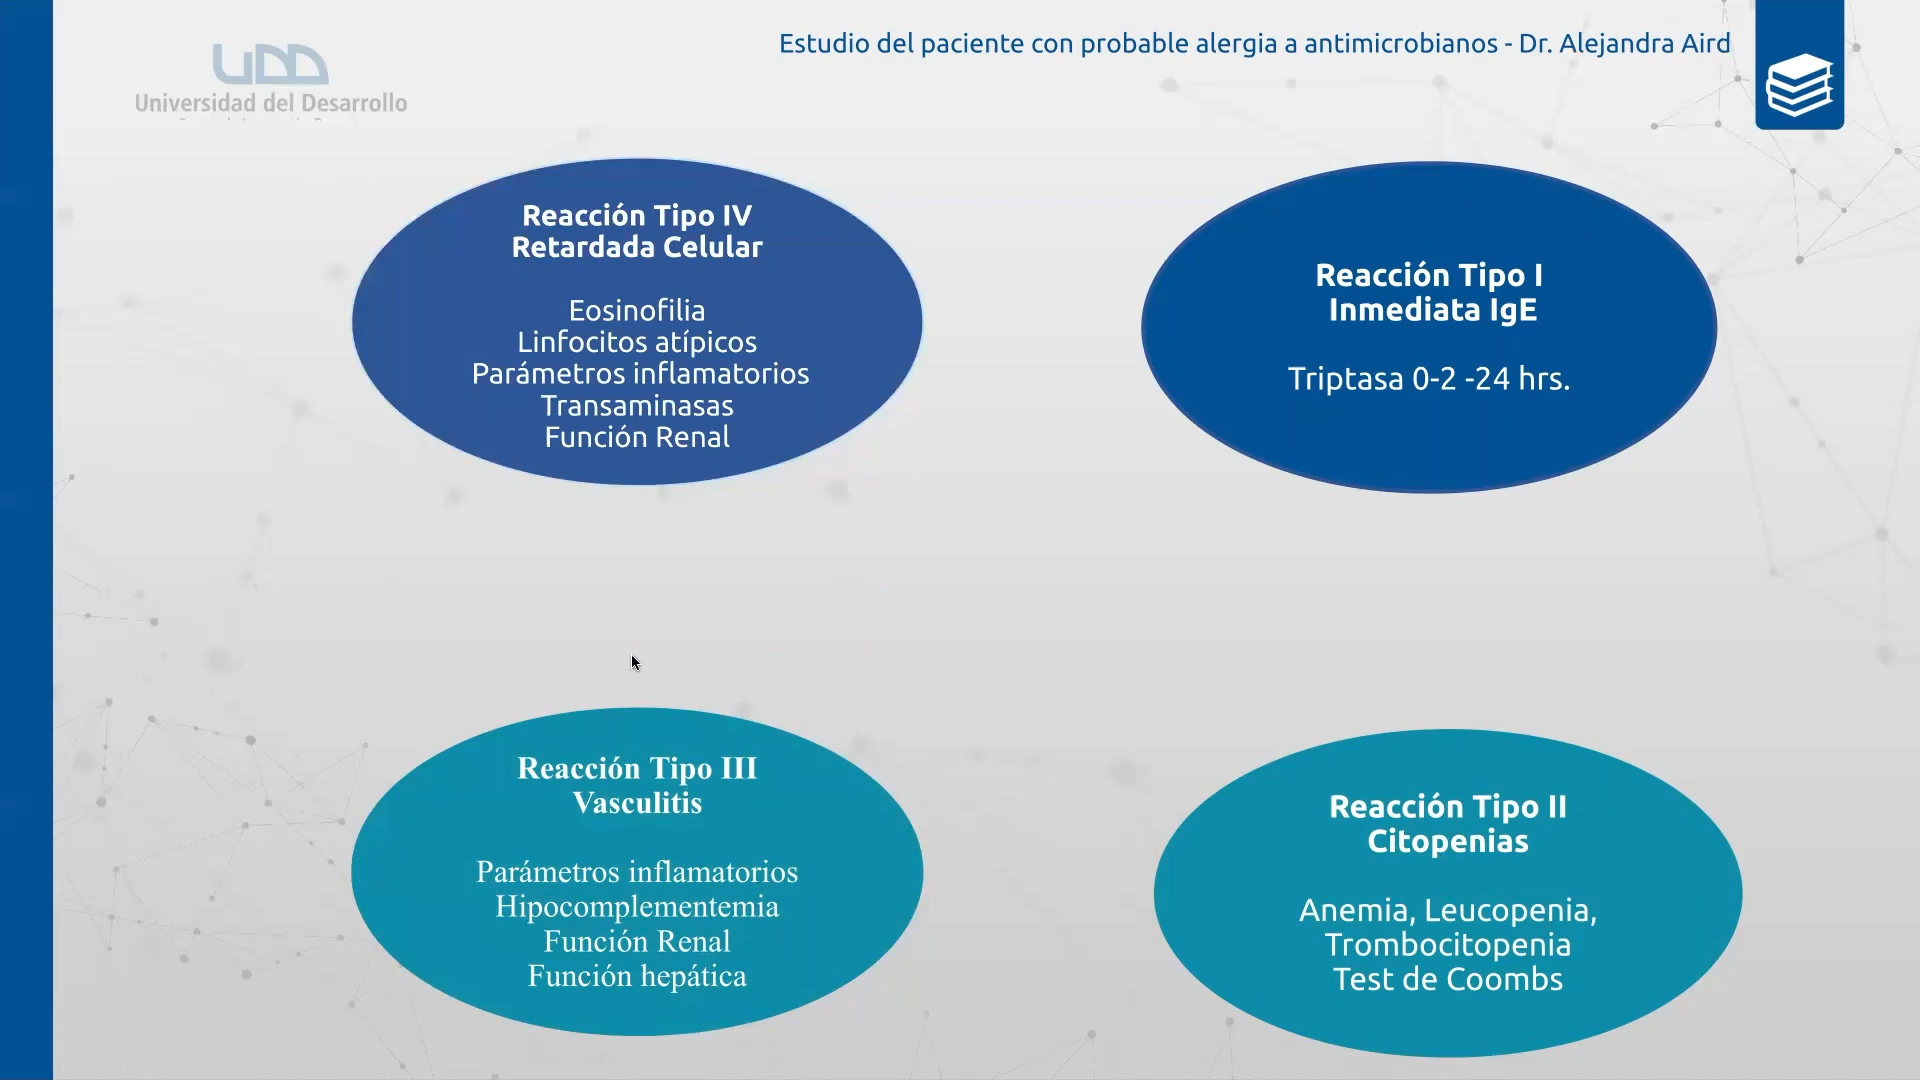 Estudio del paciente con probable alergia a antimicrobianos - Dr. Alejandra Aird
UDD
Universidad del Desarrollo
Reacción Tipo IV
Retardada Celular
Eosinofilia
Linfocitos atípicos
Parámetros inflamatorios
Transaminasas
Función Renal
Reacción Tipo I
Inmediata IgE
Triptasa 0-2 -24 hrs.
Reacción Tipo III
Vasculitis
Parámetros inflamatorios
Hipocomplementemia
Función Renal
Función hepática
Reacción Tipo II
Citopenias
Anemia, Leucopenia,
Trombocitopenia
Test de Coombs